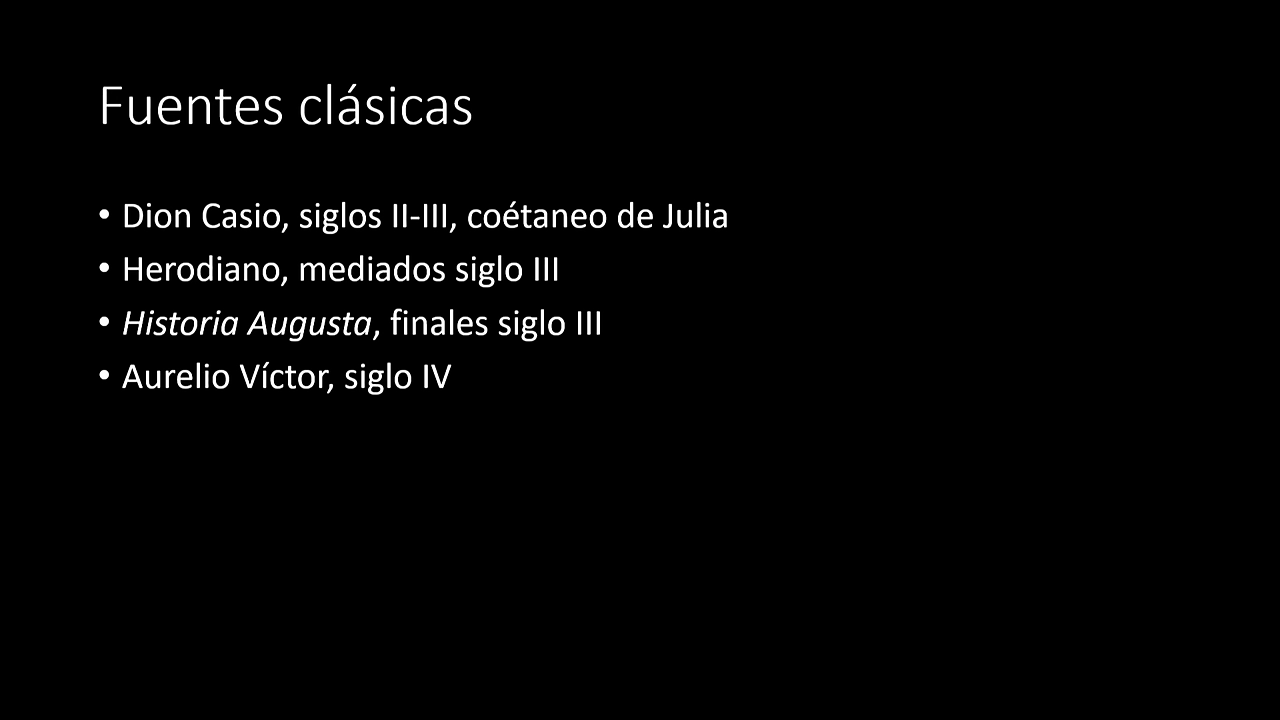 Fuentes clásicas
• Dion Casio, siglos II-III, coétaneo de Julia
• Herodiano, mediados siglo III
• Historia Augusta, finales siglo III
• Aurelio Víctor, siglo IV